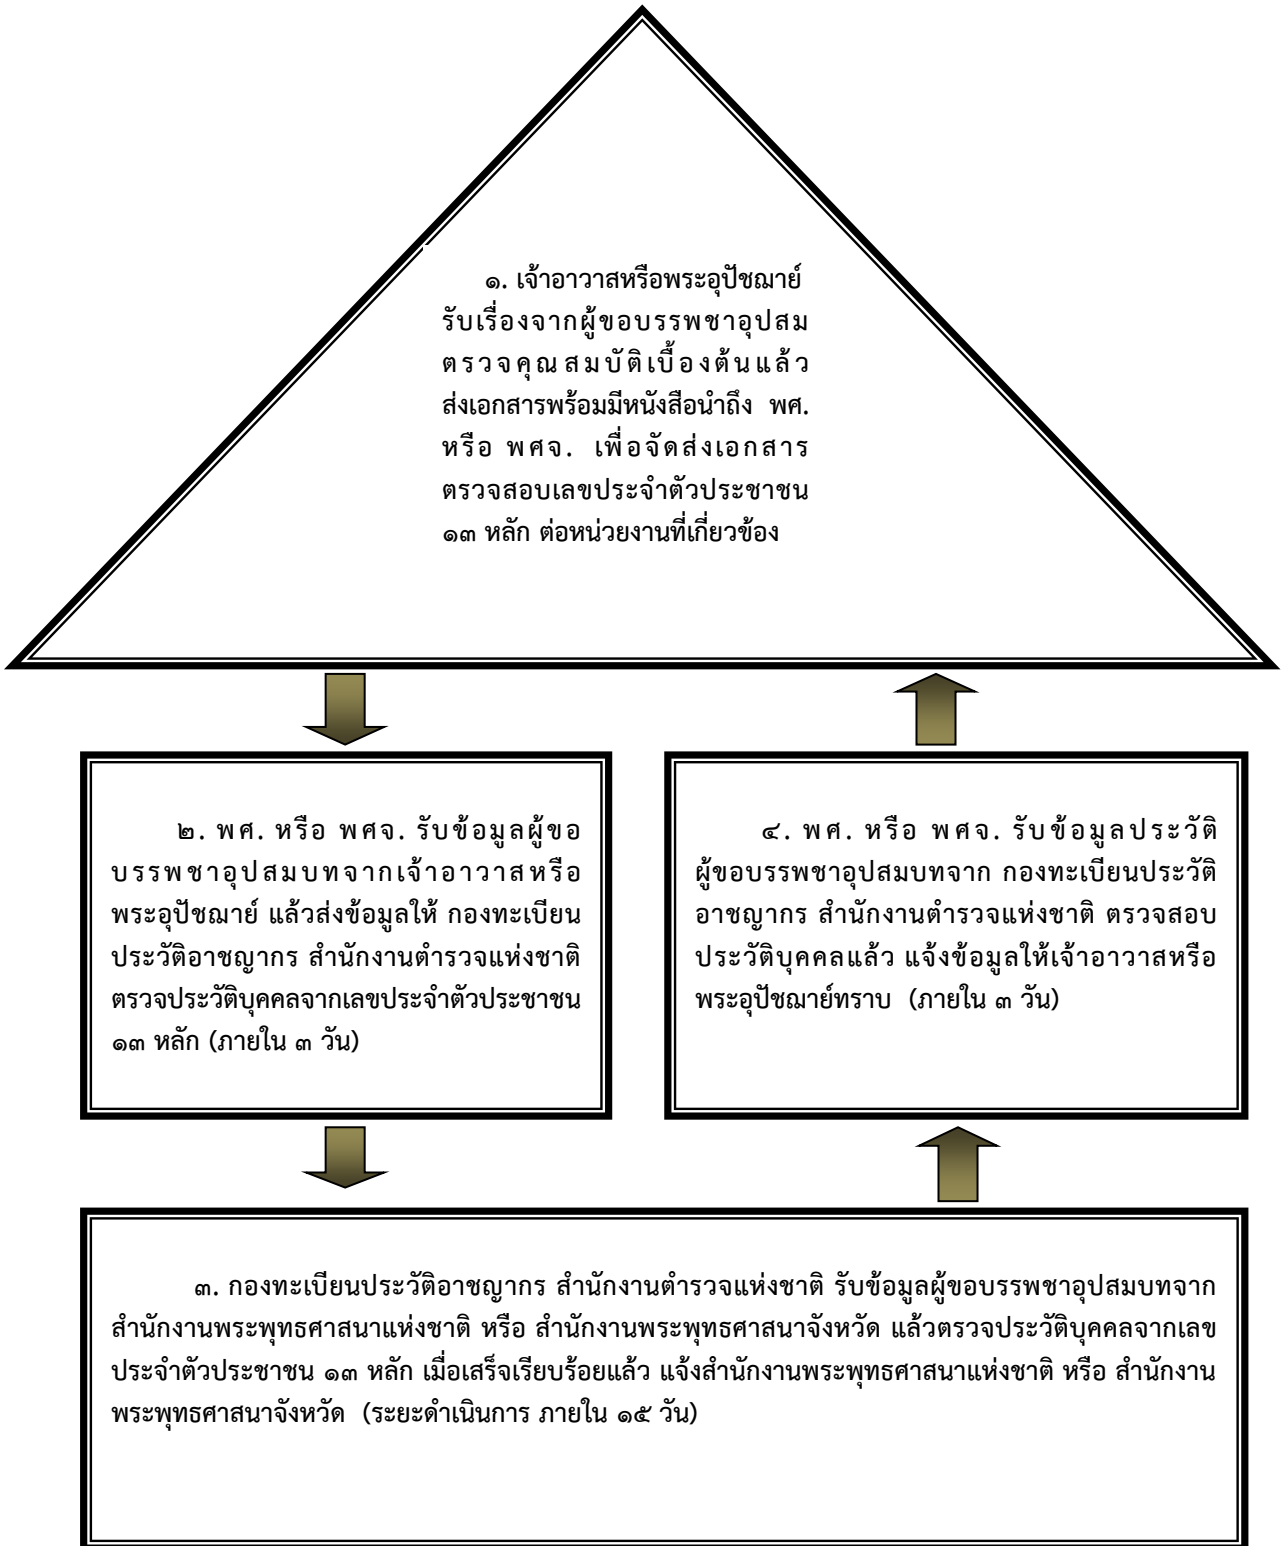 ๑. เจ้าอาวาสหรือพระอุปัชฌาย์
รับเรื่องจากผู้ขอบรรพชาอุปสม
ตรวจคุณสมบัติเบื้องต้นแล้ว
ส่งเอกสารพร้อมมีหนังสือนำถึง พศ.
หรือ พศจ. เพื่อจัดส่งเอกสาร
ตรวจสอบเลขประจำตัวประชาชน
๑๓ หลัก ต่อหน่วยงานที่เกี่ยวข้อง
๒. พศ. หรือ พศจ. รับข้อมูลผู้ขอ
บรรพชาอุปสมบทจากเจ้าอาวาสหรือ
พระอุปัชฌาย์ แล้วส่งข้อมูลให้ กองทะเบียน
ประวัติอาชญากร สำนักงานตำรวจแห่งชาติ
ตรวจประวัติบุคคลจากเลขประจำตัวประชาชน
๑๓ หลัก (ภายใน ๓ วัน)
๔. พศ. หรือ พศจ. รับข้อมูลประวัติ
ผู้ขอบรรพชาอุปสมบทจาก กองทะเบียนประวัติ
อาชญากร สำนักงานตำรวจแห่งชาติ ตรวจสอบ
ประวัติบุคคลแล้ว แจ้งข้อมูลให้เจ้าอาวาสหรือ
พระอุปัชฌาย์ทราบ (ภายใน ๓ วัน)
๓. กองทะเบียนประวัติอาชญากร สำนักงานตำรวจแห่งชาติ รับข้อมูลผู้ขอบรรพชาอุปสมบทจาก
สำนักงานพระพุทธศาสนาแห่งชาติ หรือ สำนักงานพระพุทธศาสนาจังหวัด แล้วตรวจประวัติบุคคลจากเลข
ประจำตัวประชาชน ๑๓ หลัก เมื่อเสร็จเรียบร้อยแล้ว แจ้งสำนักงานพระพุทธศาสนาแห่งชาติ หรือ สำนักงาน
พระพุทธศาสนาจังหวัด (ระยะดำเนินการ ภายใน ๑๕ วัน)